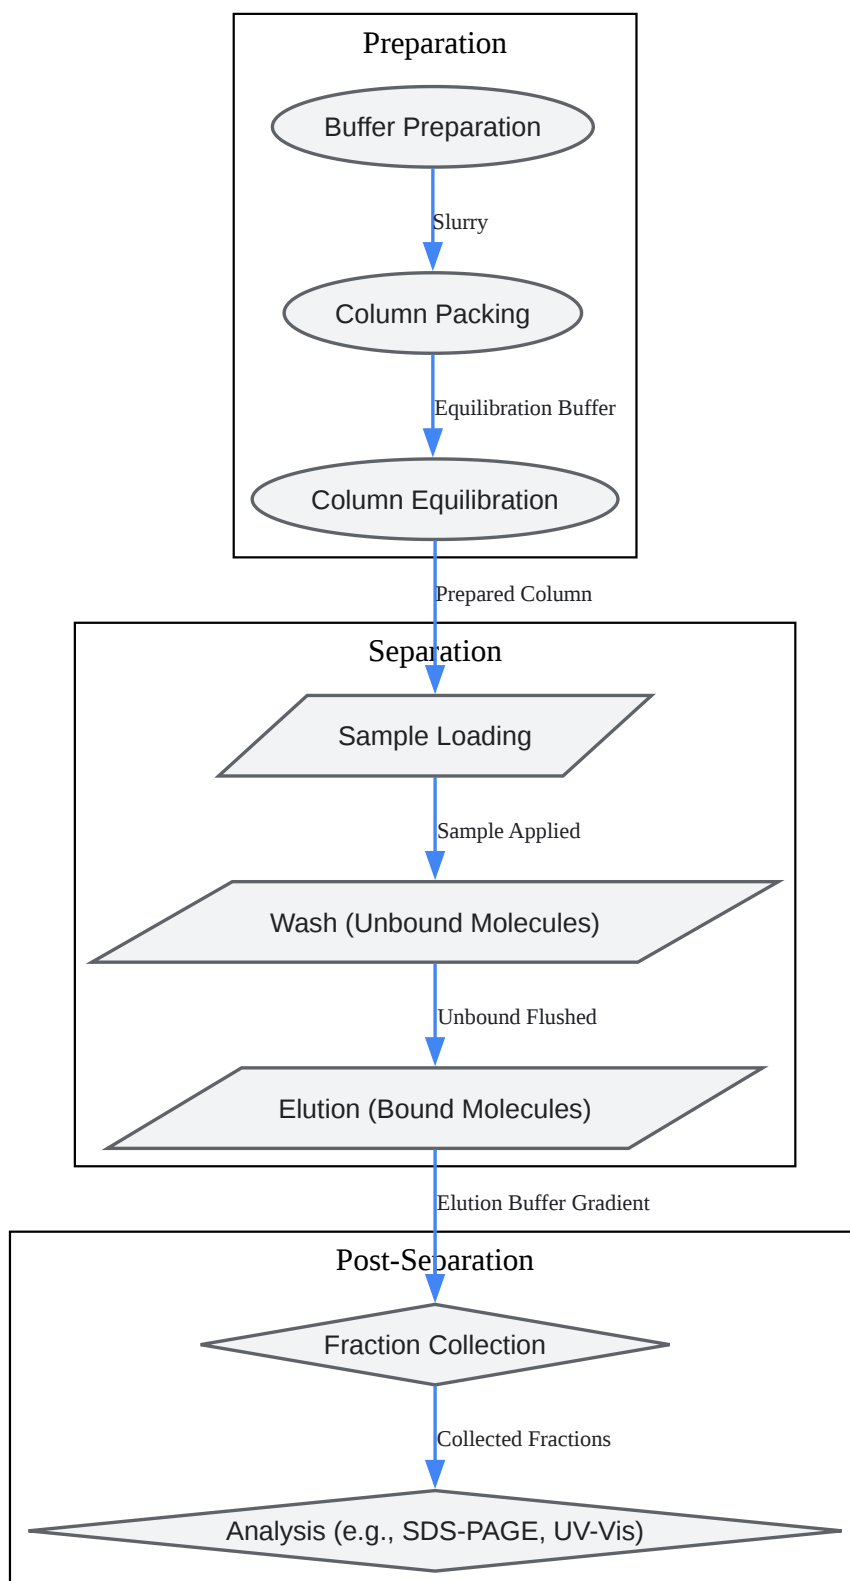 Preparation
Buffer Preparation
Slurry
Column Packing
Equilibration Buffer
Column Equilibration
Prepared Column
Separation
Sample Loading
Sample Applied
Wash (Unbound Molecules)
Unbound Flushed
Elution (Bound Molecules)
Elution Buffer Gradient
Post-Separation
Fraction Collection
Collected Fractions
Analysis (e.g., SDS-PAGE, UV-Vis)